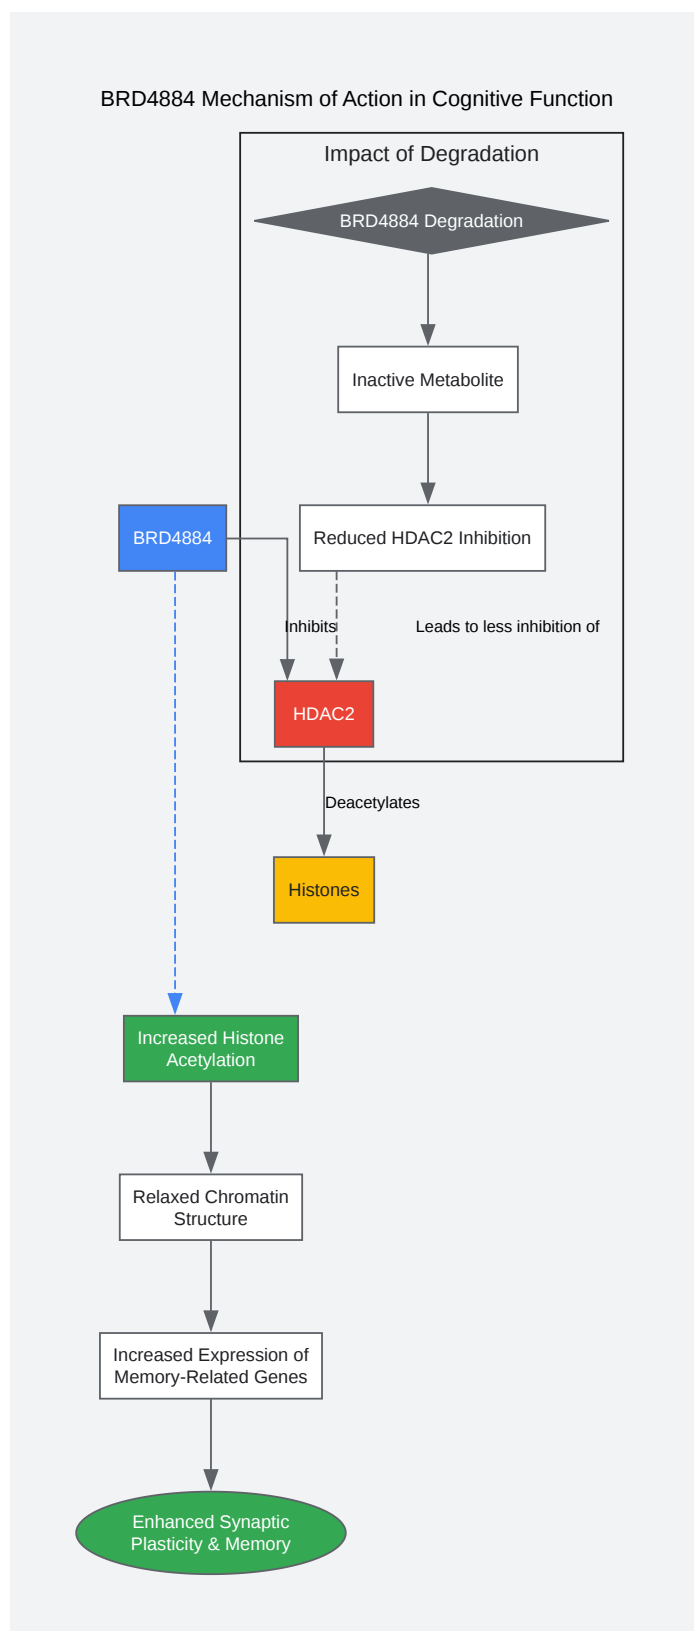 BRD4884 Mechanism of Action in Cognitive Function
Impact of Degradation
BRD4884 Degradation
Inactive Metabolite
BRD4884
Reduced HDAC2 Inhibition
Inhibits
Leads to less inhibition of
HDAC2
Deacetylates
Histones
Increased Histone
Acetylation
Relaxed Chromatin
Structure
Increased Expression of
Memory-Related Genes
Enhanced Synaptic
Plasticity & Memory